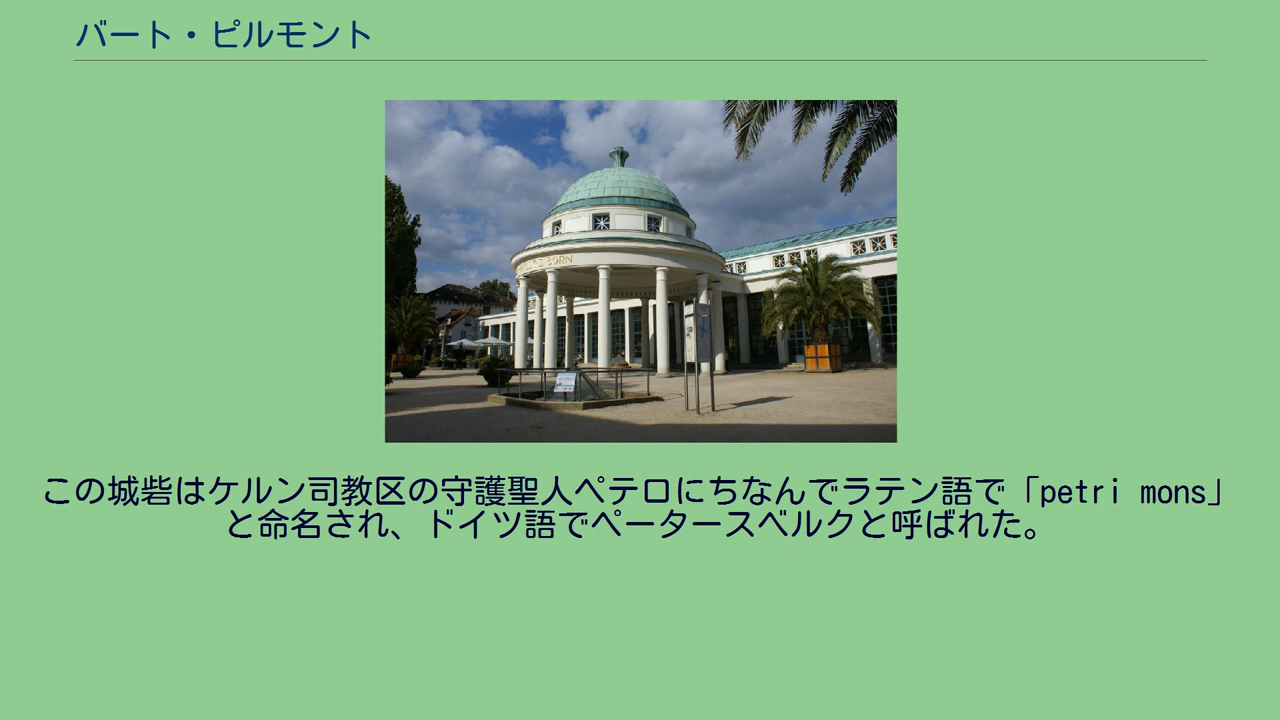 バート・ピルモント
この城砦はケルン司教区の守護聖人ペテロにちなんでラテン語で「petri mons」
と命名され、ドイツ語でペータースベルクと呼ばれた。